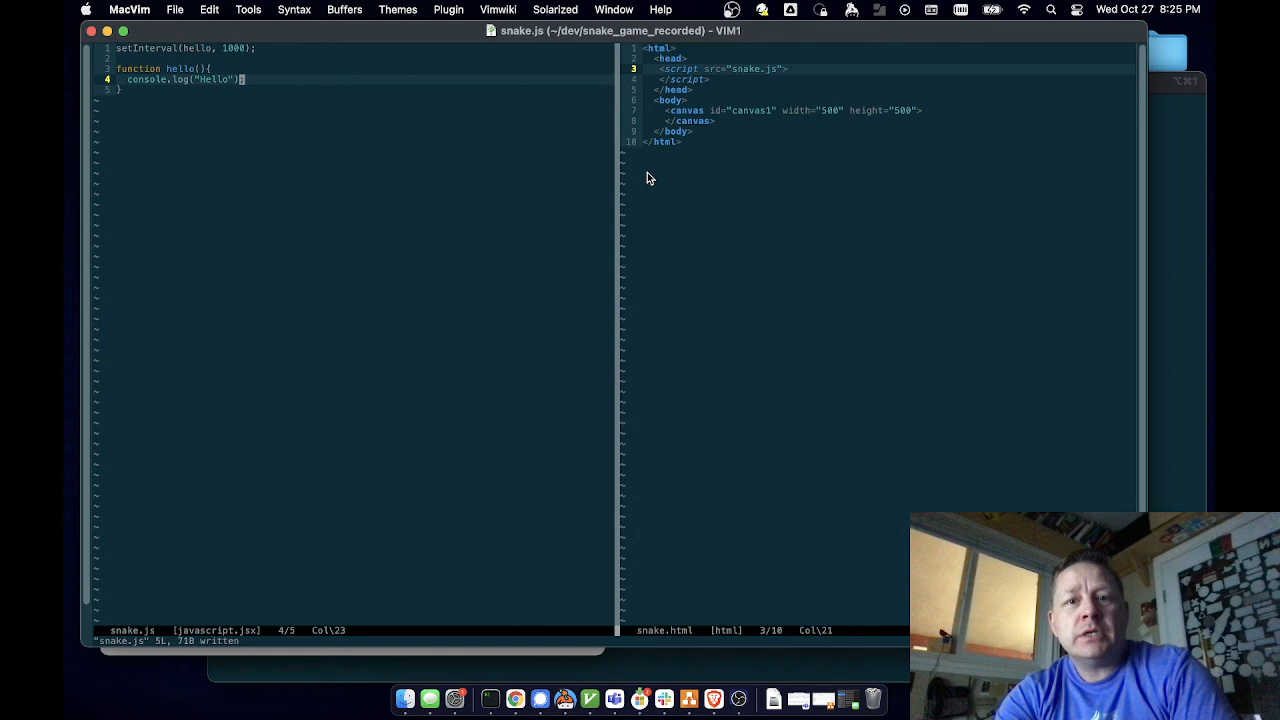 MacVim File Edit Tools Syntax Buffers Themes Plugin Vimwiki Solarized Window Help Wed Oct 27 8:25 PM
snake.js (~/dev/snake_game_recorded) - VIM1
⌥⌘1
1 setInterval(hello, 1000);
2
3 function hello(){
4 console.log("Hello");
5 }
1 <html>
2 <head>
3 <script src="snake.js">
4 </script>
5 </head>
6 <body>
7 <canvas id="canvas1" width="500" height="500">
8 </canvas>
9 </body>
10 </html>
snake.js [javascript.jsx] 4/5 Col\23
snake.html [html] 3/10 Col\21
"snake.js" 5L, 71B written